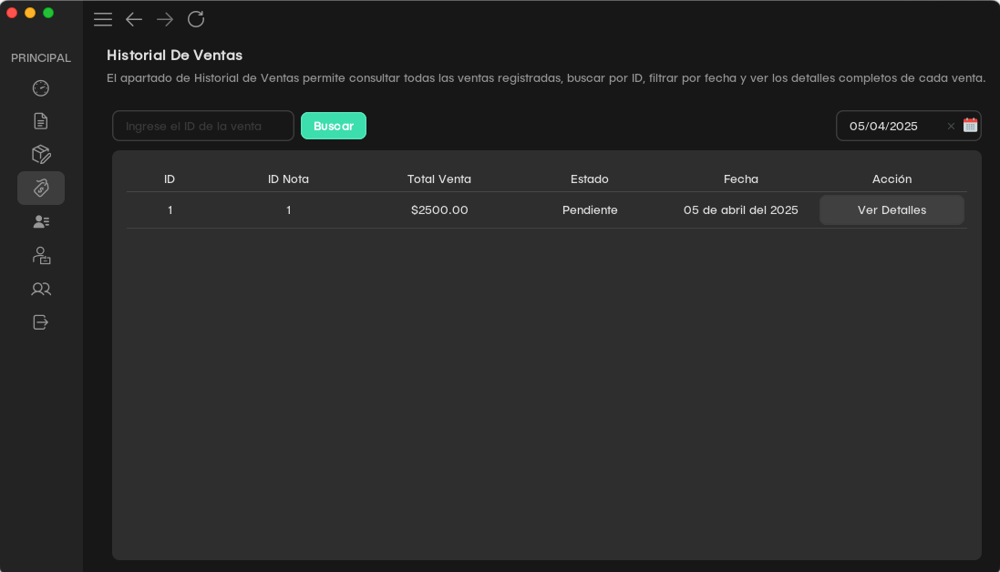 PRINCIPAL
Historial De Ventas
El apartado de Historial de Ventas permite consultar todas las ventas registradas, buscar por ID, filtrar por fecha y ver los detalles completos de cada venta.
Ingrese el ID de la venta Buscar 05/04/2025
ID ID Nota Total Venta Estado Fecha Acción
1 1 $2500.00 Pendiente 05 de abril del 2025 Ver Detalles